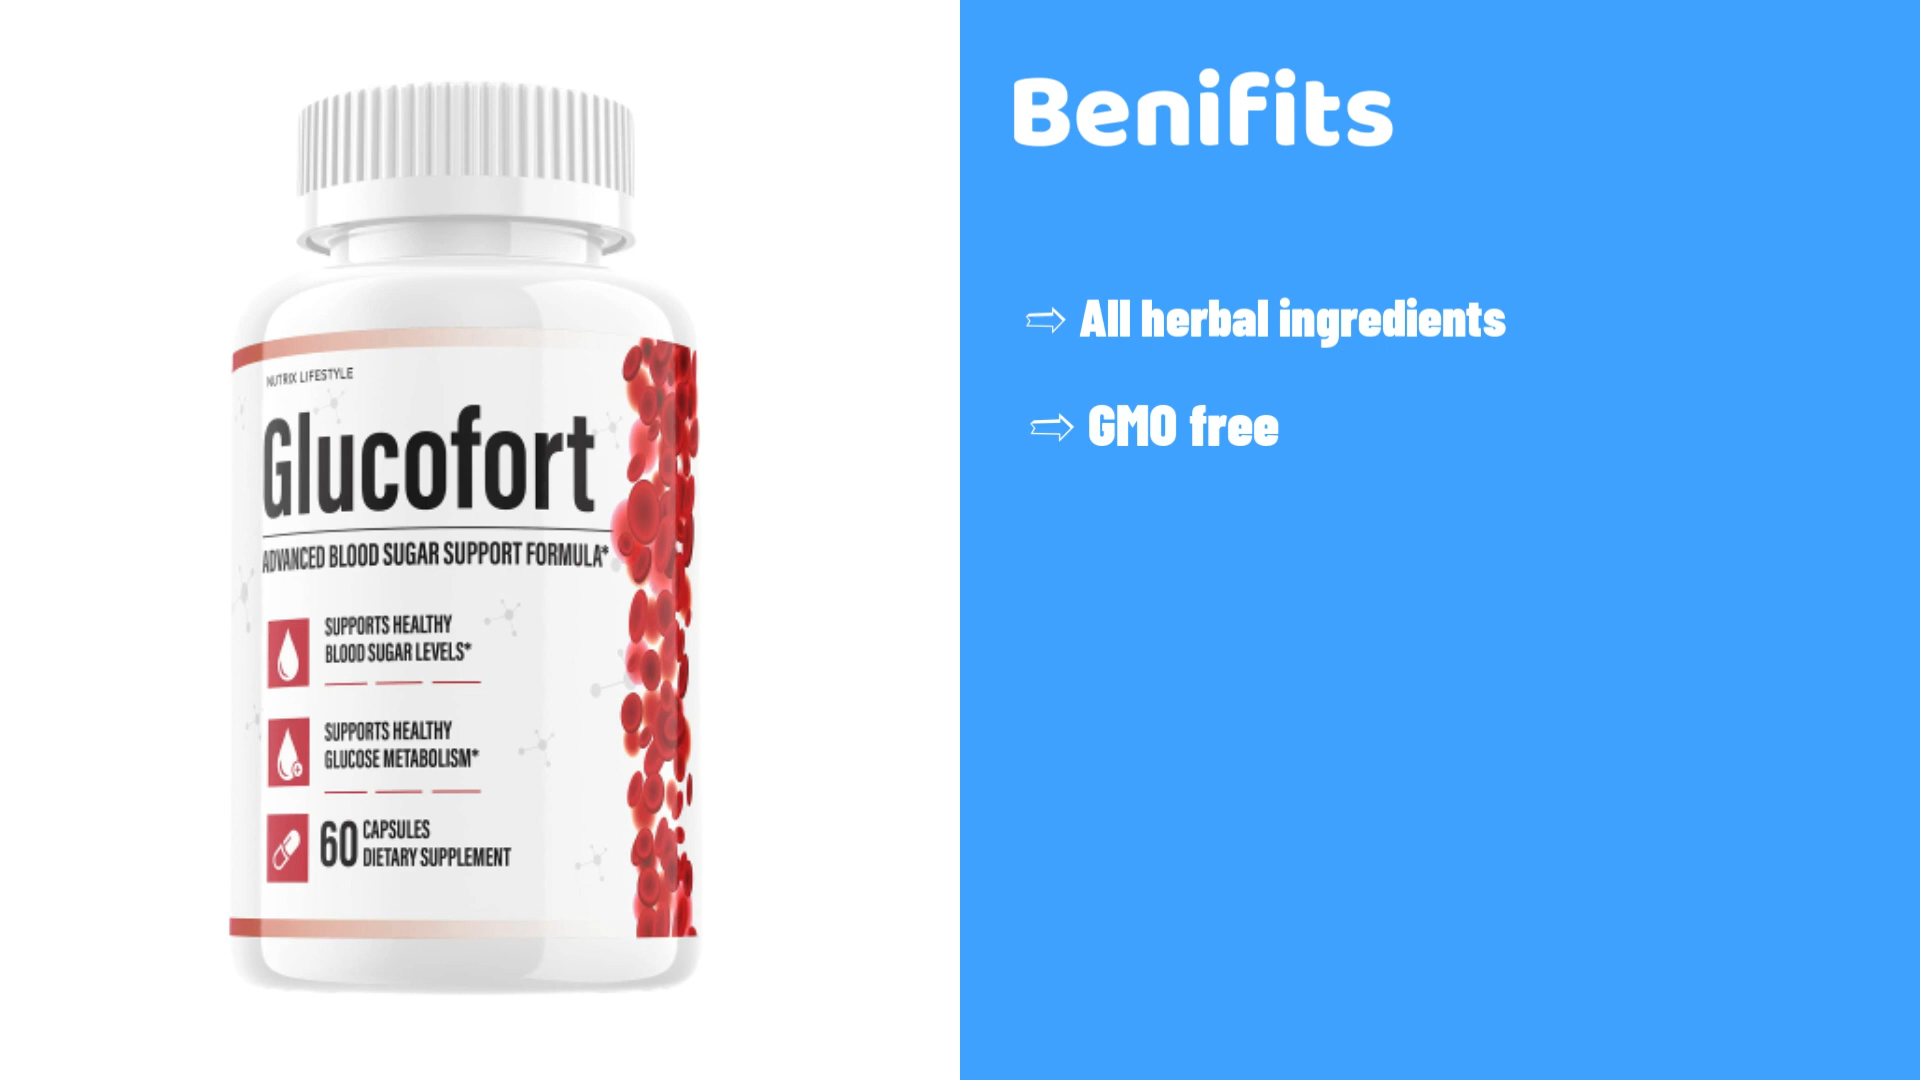 NUTRIX LIFESTYLE
Glucofort
ADVANCED BLOOD SUGAR SUPPORT FORMULA*
SUPPORTS HEALTHY
BLOOD SUGAR LEVELS*
SUPPORTS HEALTHY
GLUCOSE METABOLISM*
60 CAPSULES
DIETARY SUPPLEMENT
Benifits
⇨ All herbal ingredients
⇨ GMO free